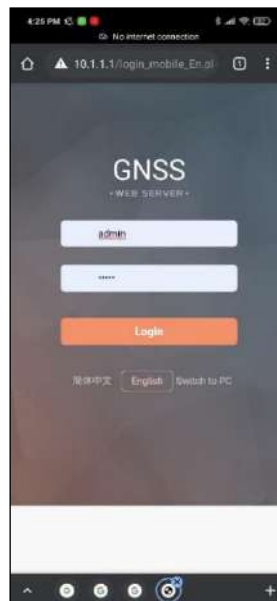 4:25 PM
No internet connection
10.1.1.1/login_mobile_En.
1
GNSS
-WEB SERVER-
admin
•••••
Login
简体中文 English Switch to PC